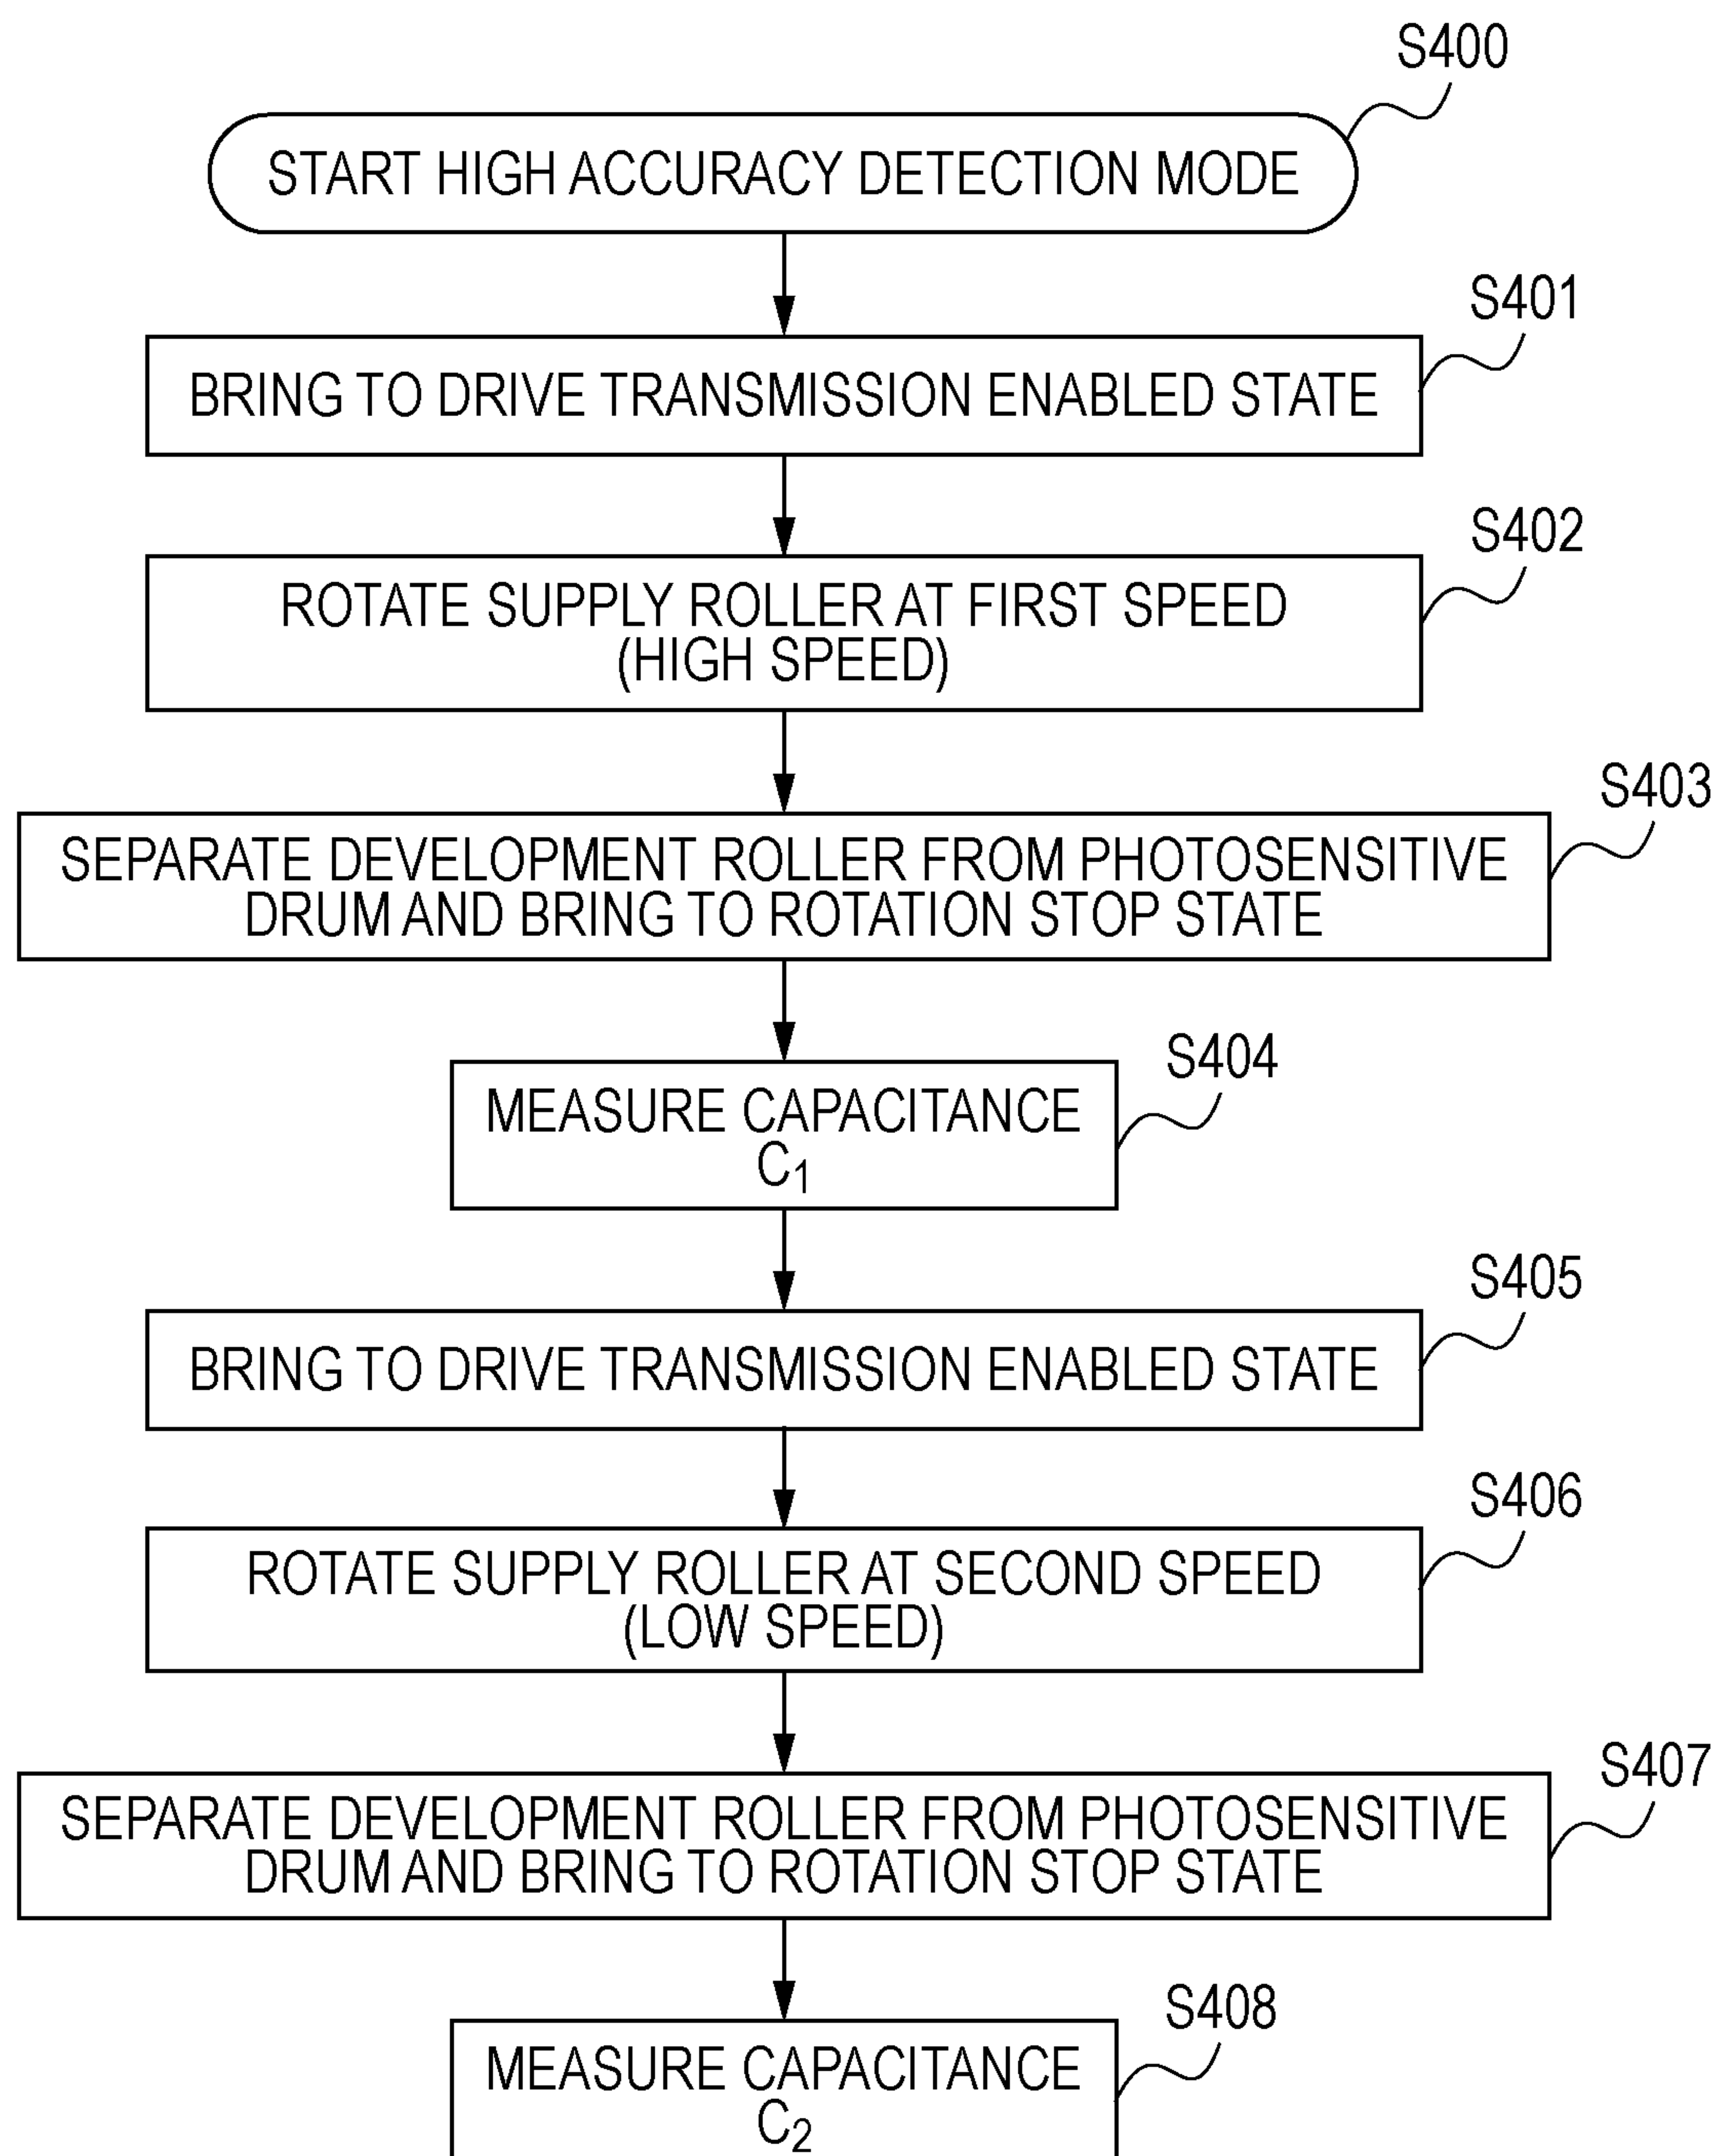 S400
START HIGH ACCURACY DETECTION MODE
S401
BRING TO DRIVE TRANSMISSION ENABLED STATE
S402
ROTATE SUPPLY ROLLER AT FIRST SPEED
(HIGH SPEED)
S403
SEPARATE DEVELOPMENT ROLLER FROM PHOTOSENSITIVE
DRUM AND BRING TO ROTATION STOP STATE
S404
MEASURE CAPACITANCE
C₁
S405
BRING TO DRIVE TRANSMISSION ENABLED STATE
S406
ROTATE SUPPLY ROLLER AT SECOND SPEED
(LOW SPEED)
S407
SEPARATE DEVELOPMENT ROLLER FROM PHOTOSENSITIVE
DRUM AND BRING TO ROTATION STOP STATE
S408
MEASURE CAPACITANCE
C₂